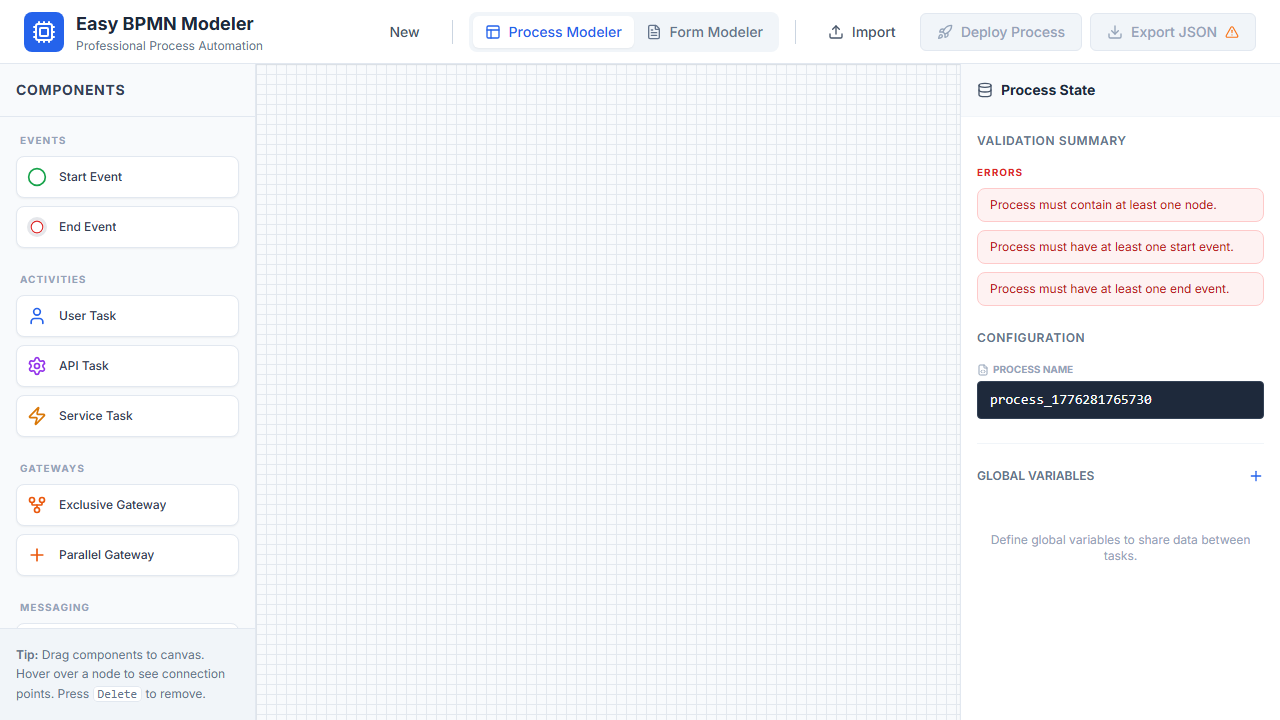 Easy BPMN Modeler
Professional Process Automation
New
Process Modeler
Form Modeler
Import
Deploy Process
Export JSON
COMPONENTS
EVENTS
Start Event
End Event
ACTIVITIES
User Task
API Task
Service Task
GATEWAYS
Exclusive Gateway
Parallel Gateway
MESSAGING
Tip: Drag components to canvas.
Hover over a node to see connection
points. Press Delete to remove.
Process State
VALIDATION SUMMARY
ERRORS
Process must contain at least one node.
Process must have at least one start event.
Process must have at least one end event.
CONFIGURATION
PROCESS NAME
process_1776281765730
GLOBAL VARIABLES
Define global variables to share data between
tasks.